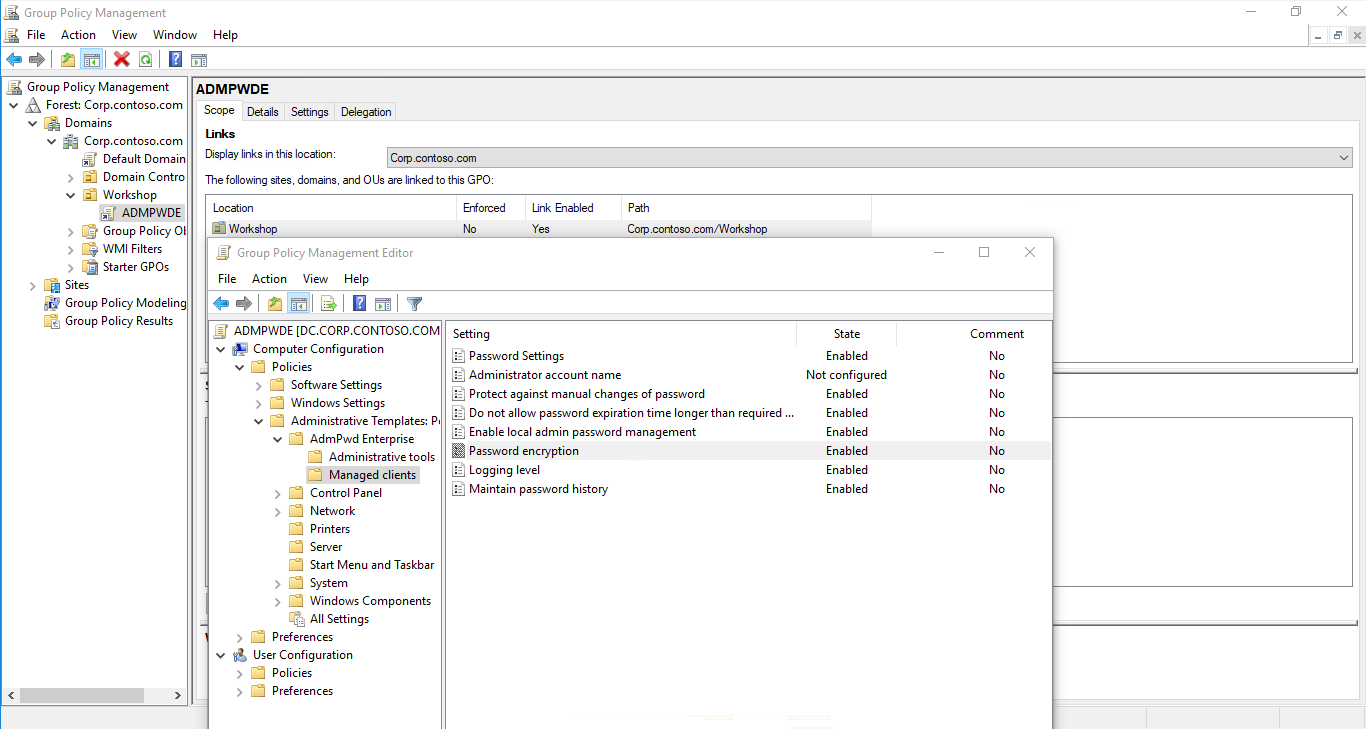 Group Policy Management
File Action View Window Help
Group Policy Management
Forest: Corp.contoso.com
Domains
Corp.contoso.com
Default Domain
Domain Contro
Workshop
ADMPWDE
Group Policy Ob
WMI Filters
Starter GPOs
Sites
Group Policy Modeling
Group Policy Results
ADMPWDE
Scope Details Settings Delegation
Links
Display links in this location: Corp.contoso.com
The following sites, domains, and OUs are linked to this GPO:
Location Enforced Link Enabled Path
Workshop No Yes Corp.contoso.com/Workshop
Group Policy Management Editor
File Action View Help
ADMPWDE [DC.CORP.CONTOSO.COM
Computer Configuration
Policies
Software Settings
Windows Settings
Administrative Templates: Po
AdmPwd Enterprise
Administrative tools
Managed clients
Control Panel
Network
Printers
Server
Start Menu and Taskbar
System
Windows Components
All Settings
Preferences
User Configuration
Policies
Preferences
Setting State Comment
Password Settings Enabled No
Administrator account name Not configured No
Protect against manual changes of password Enabled No
Do not allow password expiration time longer than required ... Enabled No
Enable local admin password management Enabled No
Password encryption Enabled No
Logging level Enabled No
Maintain password history Enabled No